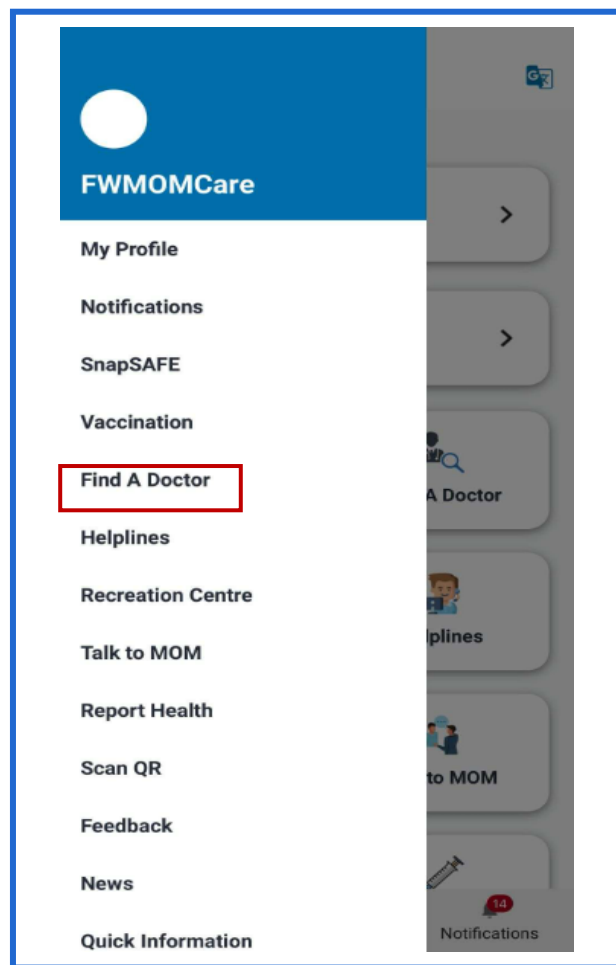 FWMOMCare
My Profile
Notifications
SnapSAFE
Vaccination
Find A Doctor
Helplines
Recreation Centre
Talk to MOM
Report Health
Scan QR
Feedback
News
Quick Information
A Doctor
lplines
to MOM
14
Notifications